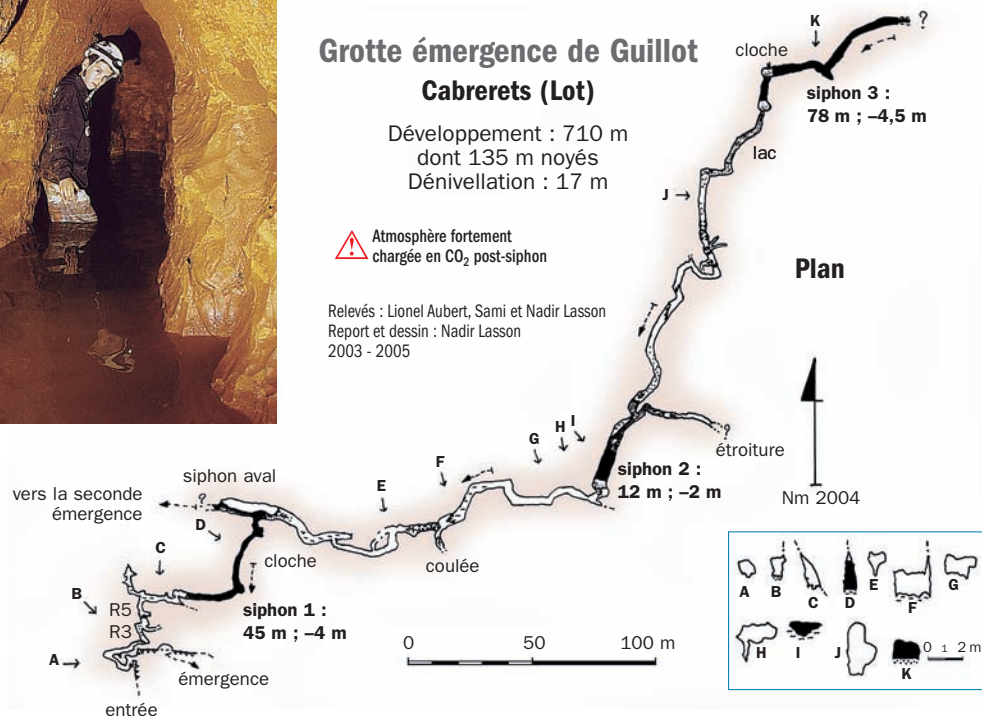 Grotte émergence de Guillot
Cabrerets (Lot)
Développement : 710 m
dont 135 m noyés
Dénivellation : 17 m
Atmosphère fortement
chargée en CO₂ post-siphon
Relevés : Lionel Aubert, Sami et Nadir Lasson
Report et dessin : Nadir Lasson
2003 - 2005
K
?
cloche
siphon 3 :
78 m ; –4,5 m
lac
J
Plan
Nm 2004
étroiture
?
siphon 2 :
12 m ; –2 m
I
H
G
F
E
siphon aval
?
vers la seconde
émergence
D
cloche
coulée
C
B
R5
R3
siphon 1 :
45 m ; –4 m
A
émergence
entrée
0 50 100 m
A B C D E F G
H I J K
0 1 2 m